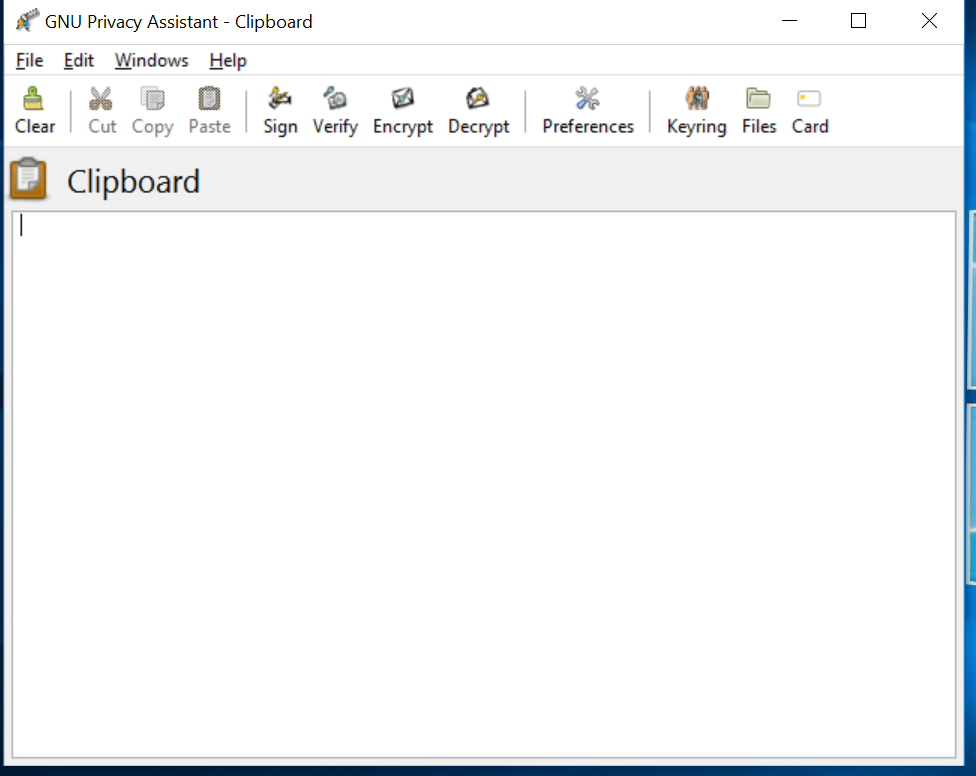 GNU Privacy Assistant - Clipboard
File Edit Windows Help
Clear Cut Copy Paste Sign Verify Encrypt Decrypt Preferences Keyring Files Card
Clipboard